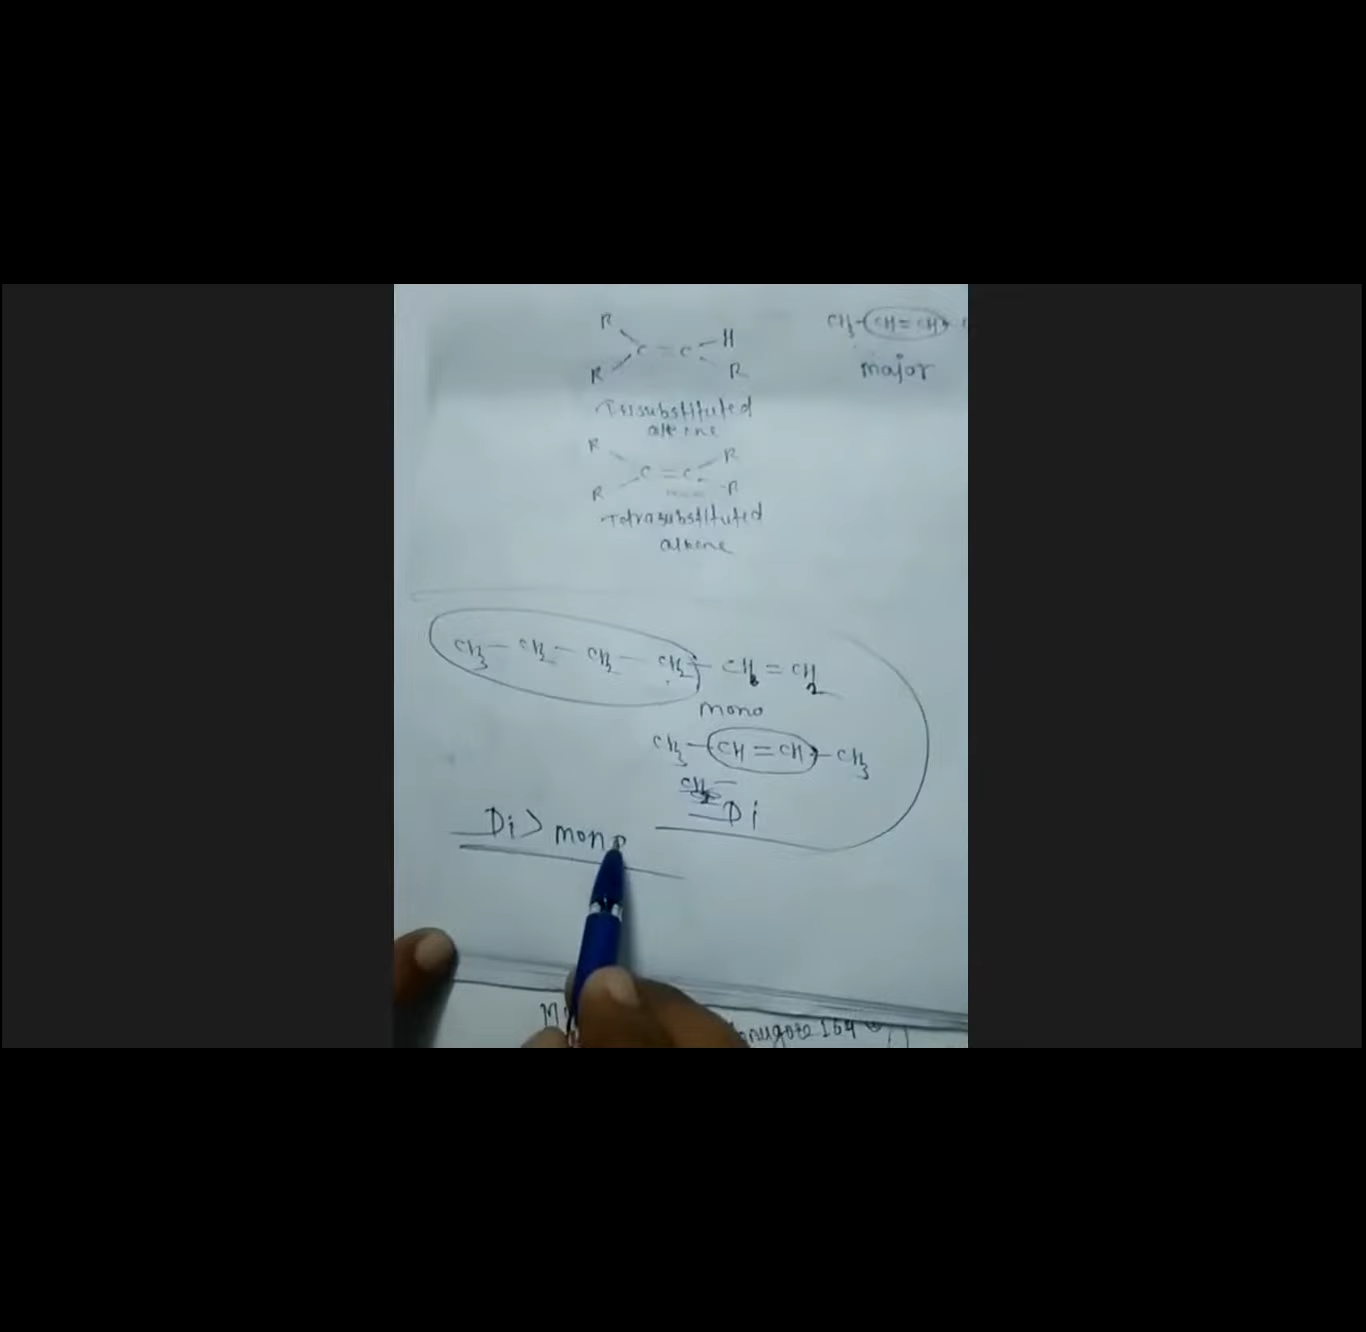 R
C = C - H
R R
CH3-CH=CH-
major
Trisubstituted
alkene
R R
C = C
R R
Tetrasubstituted
alkene
CH3 - CH2 - CH2 - CH2 - CH = CH2
mono
CH3 - CH = CH - CH3
Di
Di > mono